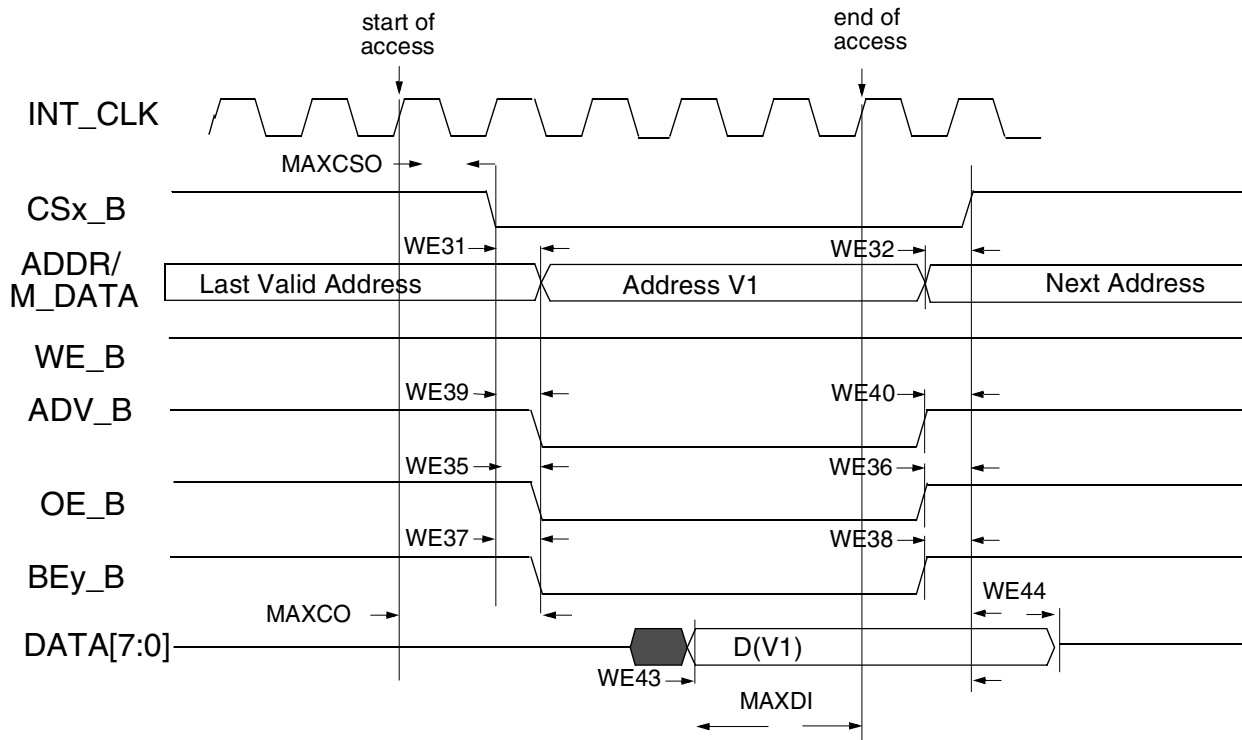 start of
access
end of
access
INT_CLK
MAXCSO
CSx_B
WE31
WE32
ADDR/
M_DATA
Last Valid Address
Address V1
Next Address
WE_B
WE39
WE40
ADV_B
WE35
WE36
OE_B
WE37
WE38
BEy_B
WE44
MAXCO
DATA[7:0]
D(V1)
WE43
MAXDI